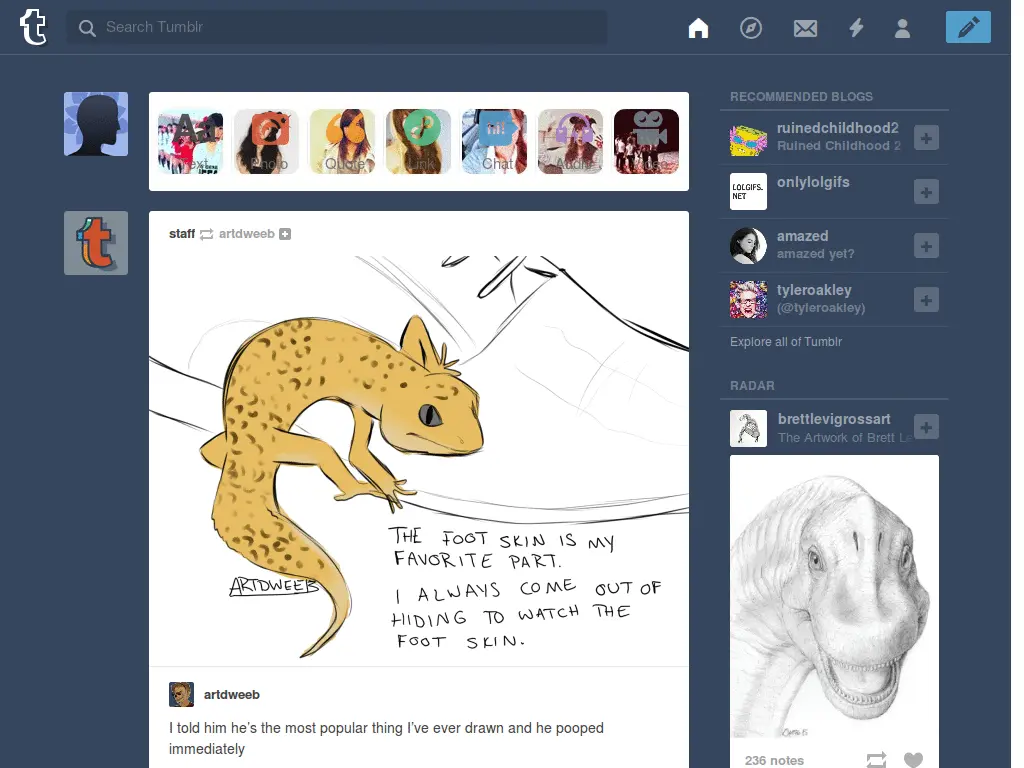 Search Tumblr
Text
Photo
Quote
Link
Chat
Audio
staff artdweeb
THE FOOT SKIN IS MY
FAVORITE PART.
I ALWAYS COME OUT OF
HIDING TO WATCH THE
FOOT SKIN.
ARTDWEEB
artdweeb
I told him he's the most popular thing I've ever drawn and he pooped
immediately
RECOMMENDED BLOGS
ruinedchildhood2
Ruined Childhood 2
LOLGIFS.
NET
onlylolgifs
amazed
amazed yet?
tyleroakley
(@tyleroakley)
Explore all of Tumblr
RADAR
brettlevigrossart
The Artwork of Brett Le
236 notes